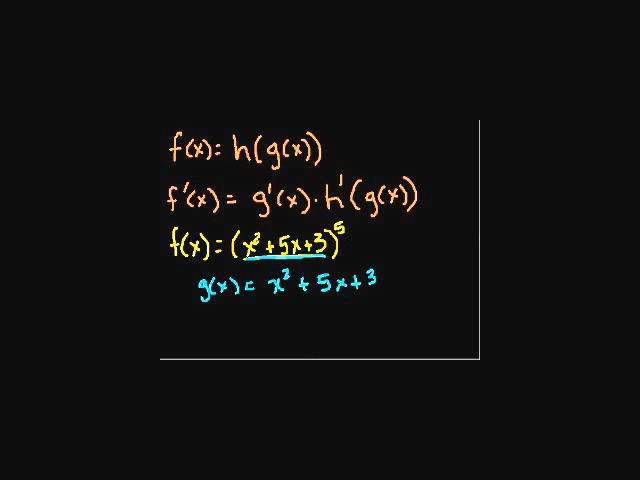 f(x) = h(g(x))
f'(x) = g'(x) · h'(g(x))
f(x) = (x² + 5x + 3)⁵
g(x) = x² + 5x + 3